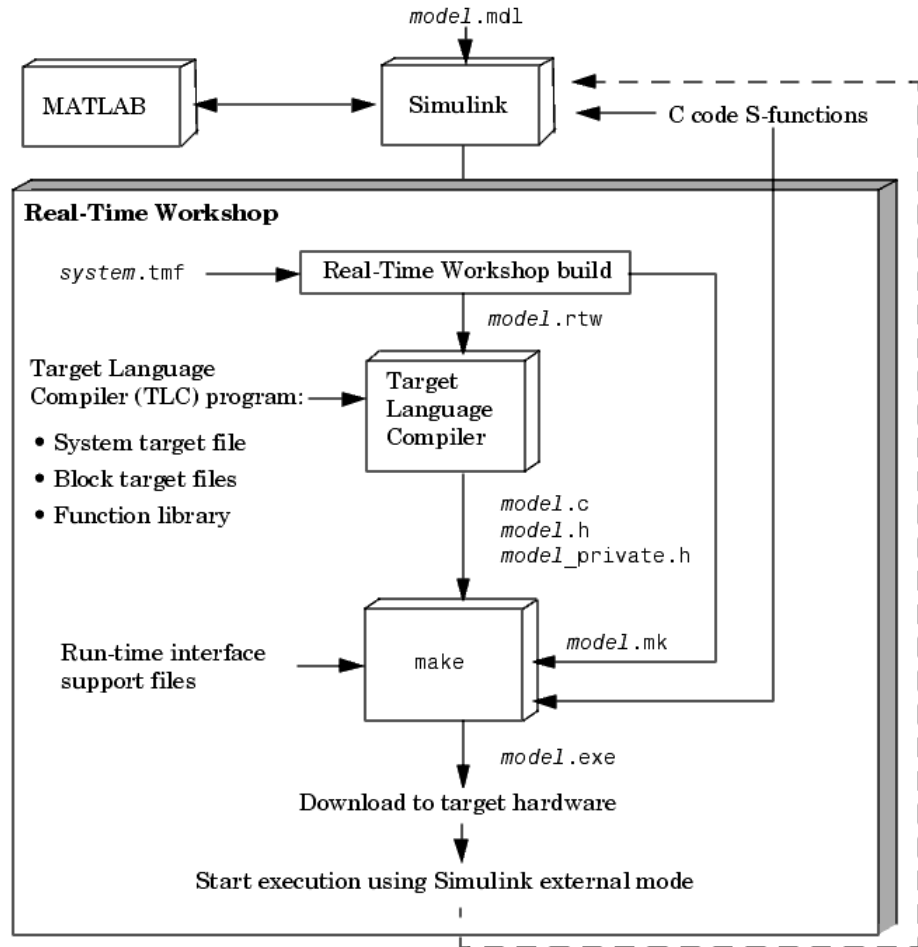 model.mdl
MATLAB
Simulink
C code S-functions
Real-Time Workshop
system.tmf
Real-Time Workshop build
model.rtw
Target Language
Compiler (TLC) program:
• System target file
• Block target files
• Function library
Target
Language
Compiler
model.c
model.h
model_private.h
Run-time interface
support files
make
model.mk
model.exe
Download to target hardware
Start execution using Simulink external mode